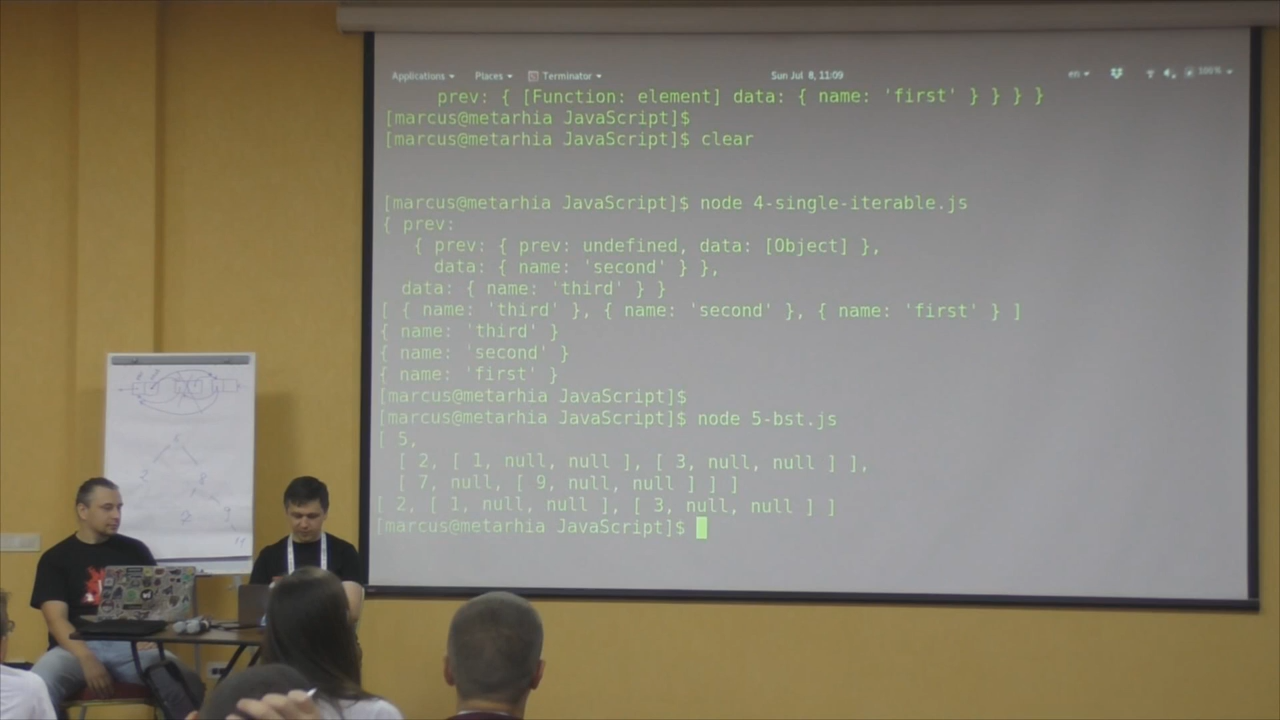 Applications Places Terminator Sun Jul 8, 11:09 en 100%
prev: { [Function: element] data: { name: 'first' } } } }
[marcus@metarhia JavaScript]$
[marcus@metarhia JavaScript]$ clear
[marcus@metarhia JavaScript]$ node 4-single-iterable.js
{ prev:
{ prev: { prev: undefined, data: [Object] },
data: { name: 'second' } },
data: { name: 'third' } }
[ { name: 'third' }, { name: 'second' }, { name: 'first' } ]
{ name: 'third' }
{ name: 'second' }
{ name: 'first' }
[marcus@metarhia JavaScript]$
[marcus@metarhia JavaScript]$ node 5-bst.js
[ 5,
[ 2, [ 1, null, null ], [ 3, null, null ] ],
[ 7, null, [ 9, null, null ] ] ]
[ 2, [ 1, null, null ], [ 3, null, null ] ]
[marcus@metarhia JavaScript]$